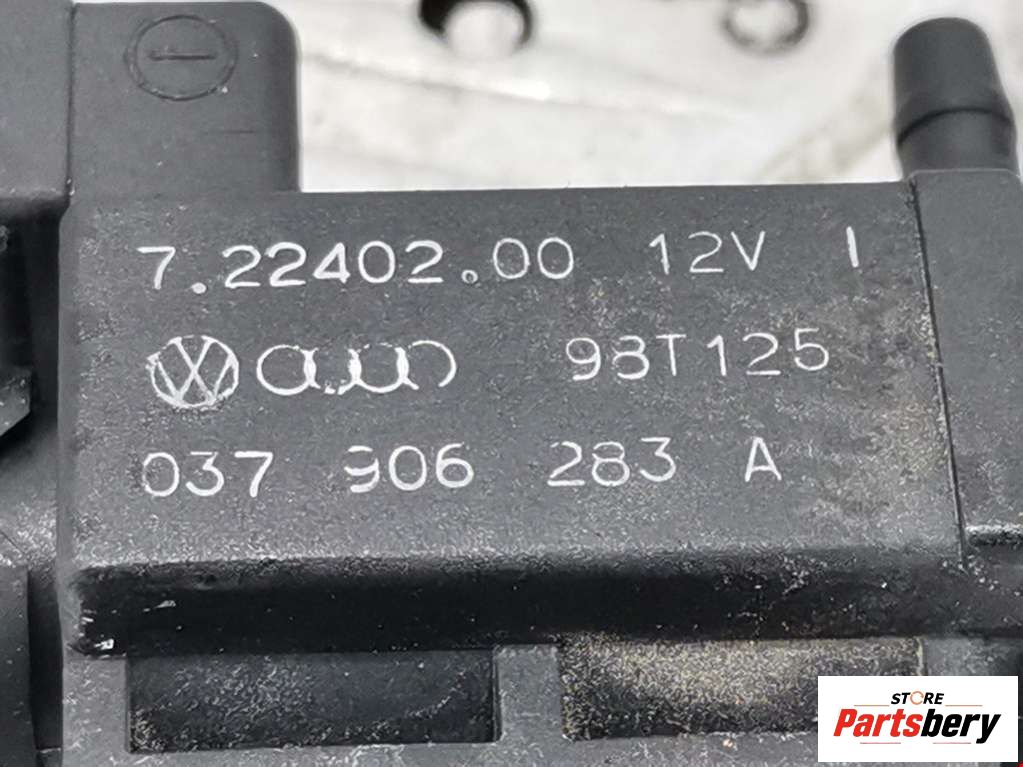 7.22402.00 12V I
98T125
037 906 283 A
STORE
Partsbery